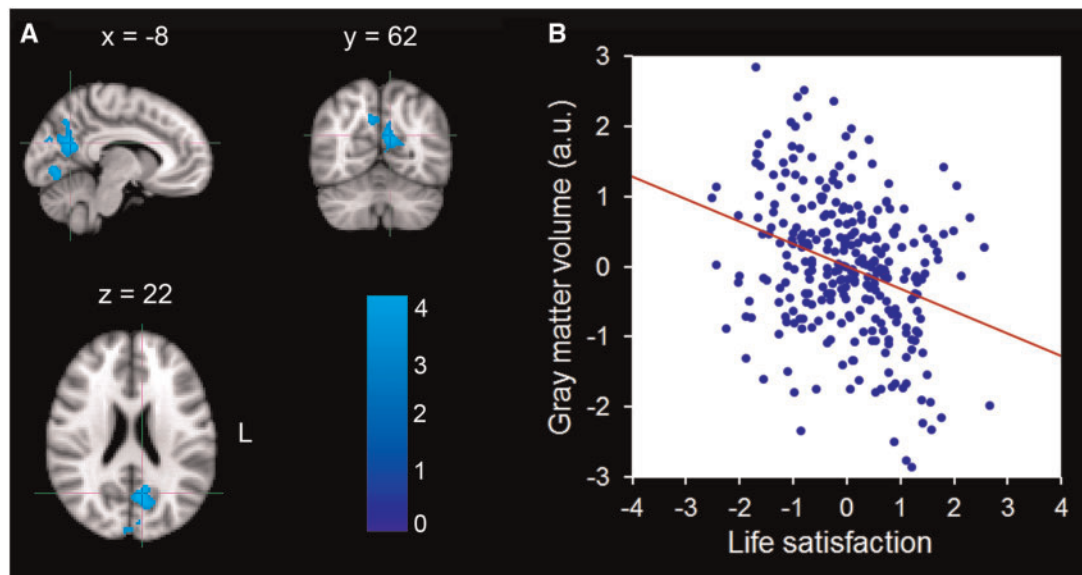 A
x = -8
y = 62
z = 22
L
4
3
2
1
0
B
Gray matter volume (a.u.)
3
2
1
0
-1
-2
-3
-4 -3 -2 -1 0 1 2 3 4
Life satisfaction